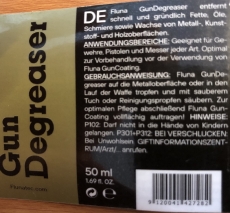 Gun
Degreaser
DE Fluna GunDegreaser entfernt
schnell und gründlich Fette, Öle,
Schmiere sowie Wachse von Metall-, Kunst-
stoff- und Holzoberflächen.
ANWENDUNGSBEREICHE: Geeignet für Ge-
wehre, Pistolen und Messer jeder Art. Optimal
zur Vorbehandlung vor der Verwendung von
Fluna GunCoating.
GEBRAUCHSANWEISUNG: Fluna GunDe-
greaser auf die Metalloberfläche oder in den
Lauf der Waffe tropfen und mit sauberem
Tuch oder Reinigungspropfen säubern. Zur
optimalen Pflege abschließend Fluna Gun-
Coating vollflächig auftragen! HINWEISE:
P102: Darf nicht in die Hände von Kindern
gelangen. P301+P312: BEI VERSCHLUCKEN:
Bei Unwohlsein GIFTINFORMATIONSZENT-
RUM/Arzt/... anrufen.
50 ml
1.69 fl. oz.